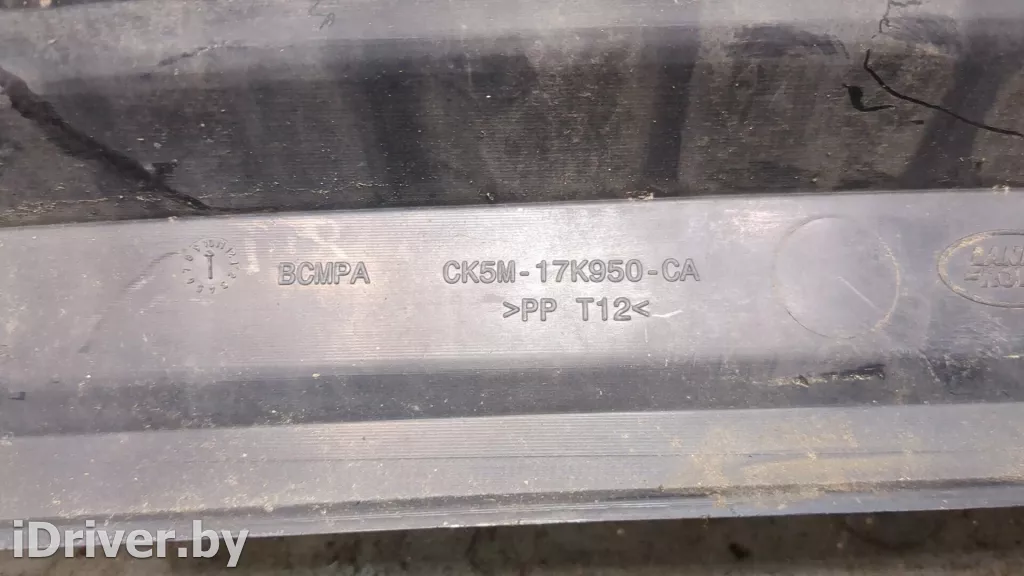 BCMPA CK5M-17K950-CA
>PP T12<
iDriver.by